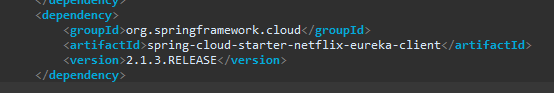 </dependency>
<dependency>
<groupId>org.springframework.cloud</groupId>
<artifactId>spring-cloud-starter-netflix-eureka-client</artifactId>
<version>2.1.3.RELEASE</version>
</dependency>